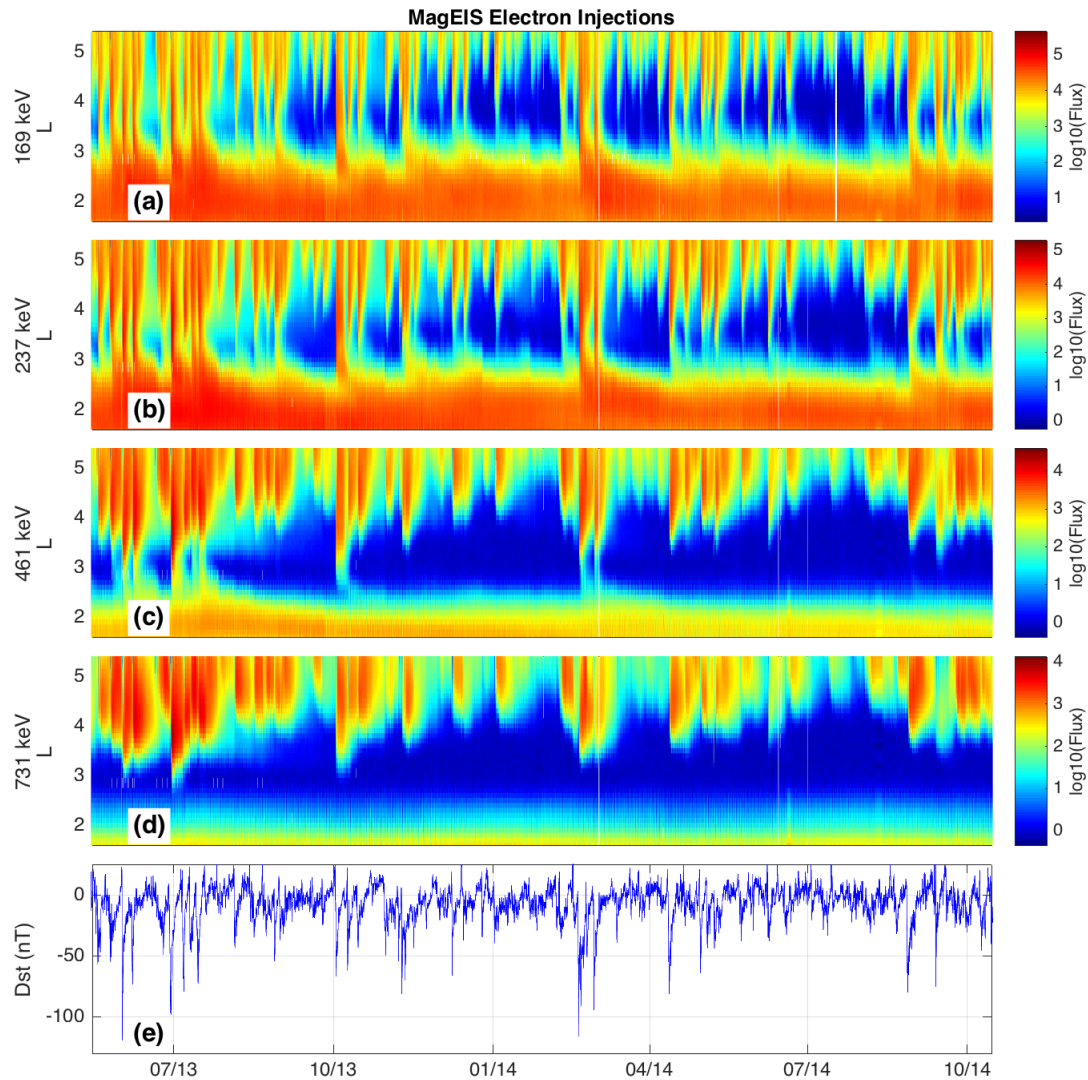 MagEIS Electron Injections
169 keV
L
5
4
3
2
(a)
5
4
3
2
1
log10(Flux)
237 keV
L
5
4
3
2
(b)
5
4
3
2
1
0
log10(Flux)
461 keV
L
5
4
3
2
(c)
4
3
2
1
0
log10(Flux)
731 keV
L
5
4
3
2
(d)
4
3
2
1
0
log10(Flux)
Dst (nT)
0
-50
-100
(e)
07/13 10/13 01/14 04/14 07/14 10/14